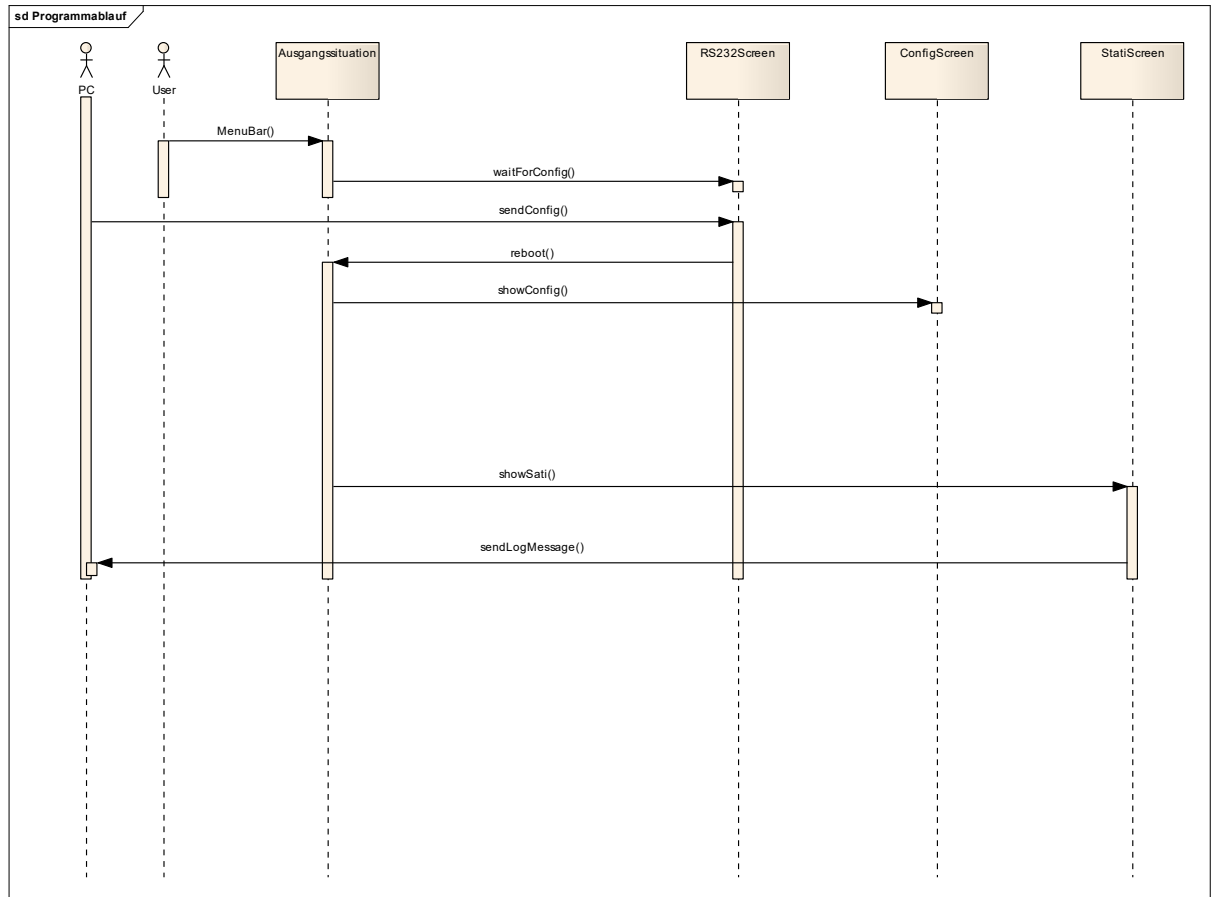 sd Programmablauf
PC
User
Ausgangssituation
RS232Screen
ConfigScreen
StatiScreen
MenuBar()
waitForConfig()
sendConfig()
reboot()
showConfig()
showSati()
sendLogMessage()